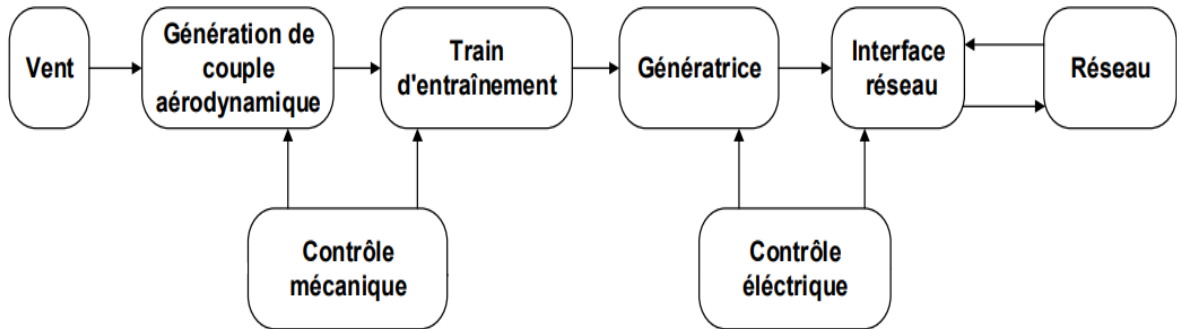 Vent
Génération de
couple
aérodynamique
Train
d'entraînement
Génératrice
Interface
réseau
Réseau
Contrôle
mécanique
Contrôle
éléctrique